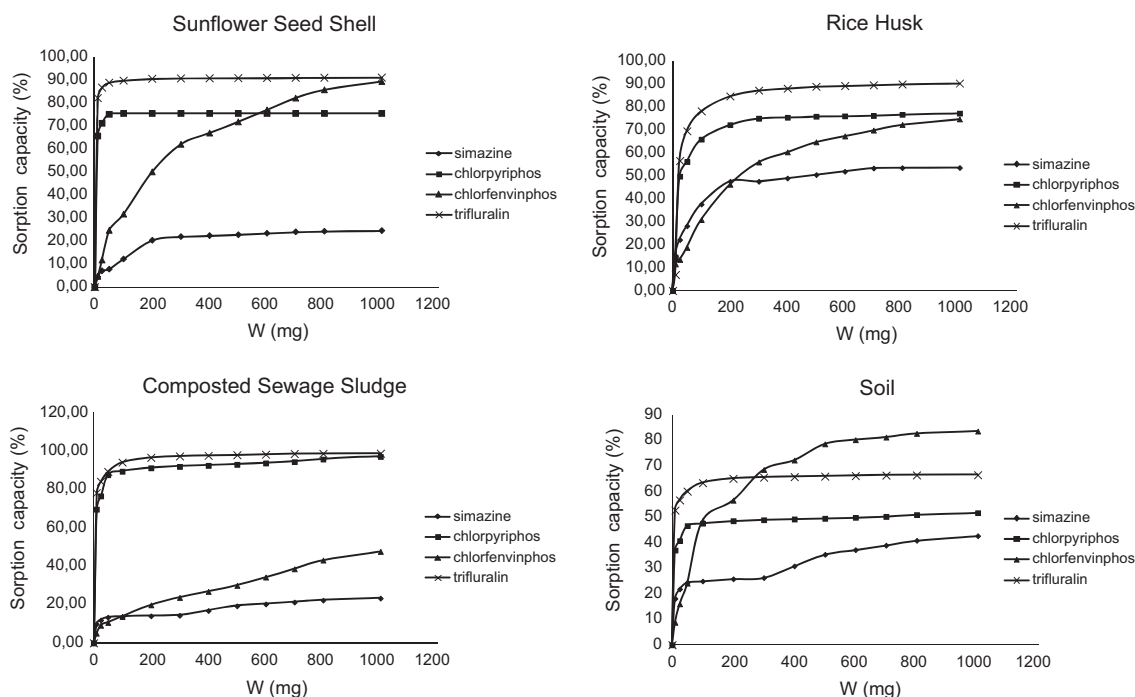 Sunflower Seed Shell
Sorption capacity (%)
100,00
90,00
80,00
70,00
60,00
50,00
40,00
30,00
20,00
10,00
0,00
0 200 400 600 800 1000 1200
W (mg)
simazine
chlorpyriphos
chlorfenvinphos
trifluralin
Rice Husk
Sorption capacity (%)
100,00
90,00
80,00
70,00
60,00
50,00
40,00
30,00
20,00
10,00
0,00
0 200 400 600 800 1000 1200
W (mg)
simazine
chlorpyriphos
chlorfenvinphos
trifluralin
Composted Sewage Sludge
Sorption capacity (%)
120,00
100,00
80,00
60,00
40,00
20,00
0,00
0 200 400 600 800 1000 1200
W (mg)
simazine
chlorpyriphos
chlorfenvinphos
trifluralin
Soil
Sorption capacity (%)
90
80
70
60
50
40
30
20
10
0
0 200 400 600 800 1000 1200
W (mg)
simazine
chlorpyriphos
chlorfenvinphos
trifluralin